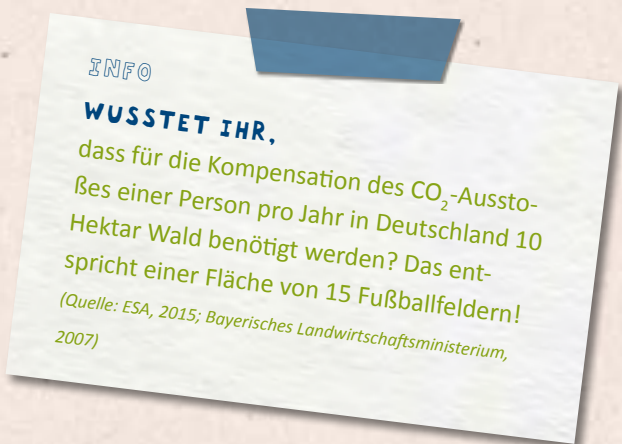 INFO
WUSSTET IHR,
dass für die Kompensation des CO₂-Aussto-
ßes einer Person pro Jahr in Deutschland 10
Hektar Wald benötigt werden? Das ent-
spricht einer Fläche von 15 Fußballfeldern!
(Quelle: ESA, 2015; Bayerisches Landwirtschaftsministerium,
2007)